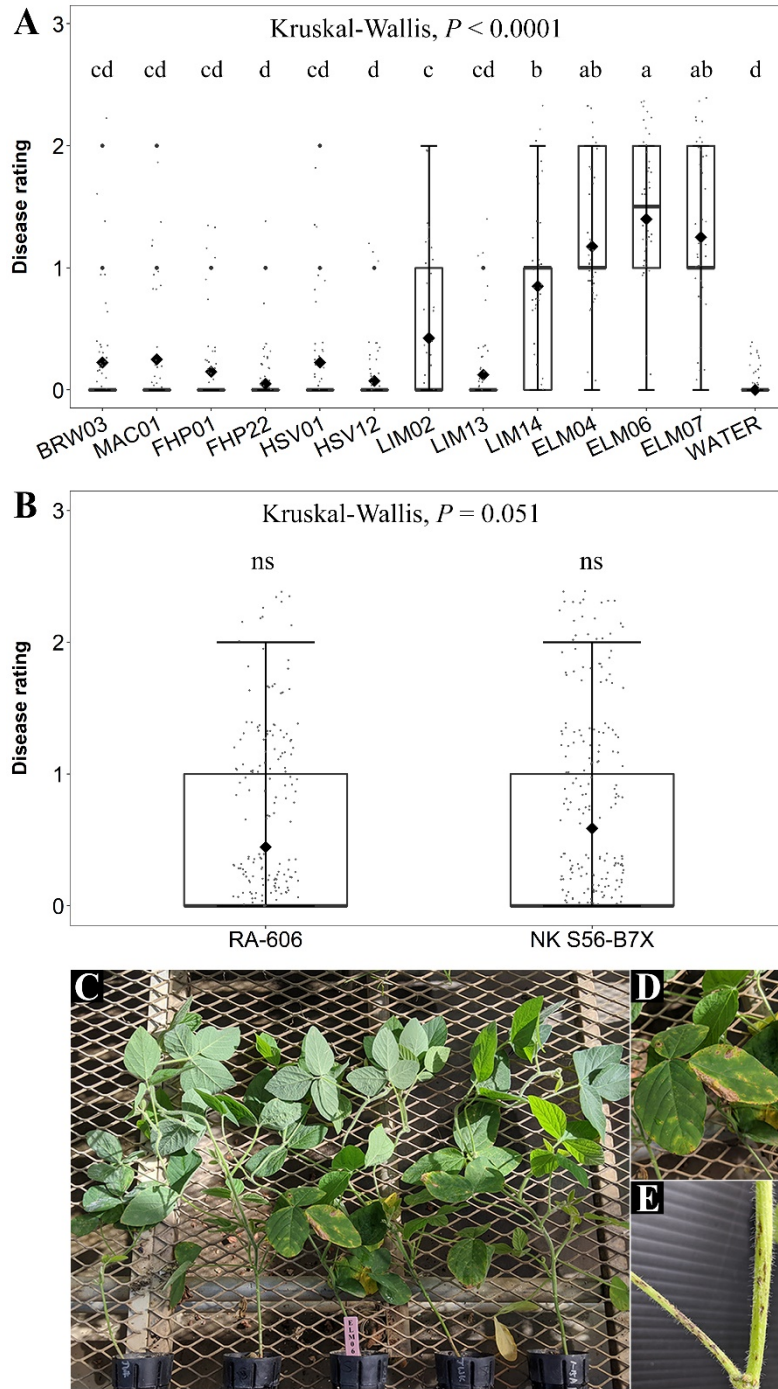 A
Kruskal-Wallis, P < 0.0001
cd cd cd d cd d c cd b ab a ab d
3
2
1
0
Disease rating
BRW03 MAC01 FHP01 FHP22 HSV01 HSV12 LIM02 LIM13 LIM14 ELM04 ELM06 ELM07 WATER
B
Kruskal-Wallis, P = 0.051
ns ns
3
2
1
0
Disease rating
RA-606 NK S56-B7X
C
D
E
ELM06